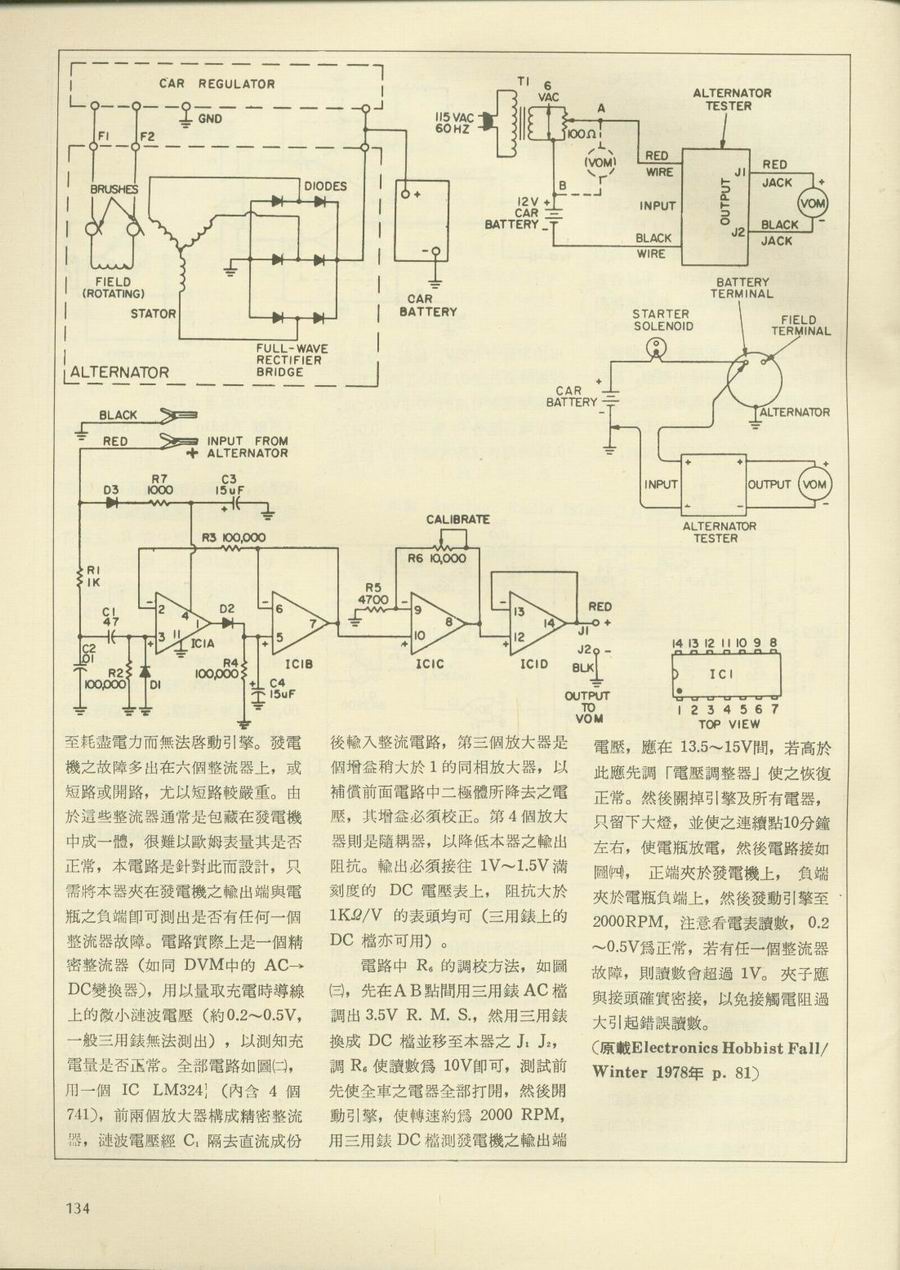 CAR REGULATOR
F1
F2
GND
BRUSHES
DIODES
FIELD
(ROTATING)
STATOR
FULL-WAVE
RECTIFIER
BRIDGE
ALTERNATOR
+
-
CAR
BATTERY
T1
6
VAC
115 VAC
60 HZ
100Ω
A
(VOM)
B
12V +
CAR
BATTERY -
RED
WIRE
INPUT
BLACK
WIRE
ALTERNATOR
TESTER
OUTPUT
J1
J2
RED
JACK
+
VOM
-
BLACK
JACK
BATTERY
TERMINAL
STARTER
SOLENOID
FIELD
TERMINAL
CAR
BATTERY
+
-
ALTERNATOR
INPUT
+ +
- -
OUTPUT
VOM
+
-
ALTERNATOR
TESTER
BLACK
RED
+
INPUT FROM
ALTERNATOR
D3
R7
1000
C3
15uF
+
R3 100,000
R1
1K
C1
47
C2
.01
R2
100,000
D1
- 2
+ 3
4
11
1
IC1A
D2
R4
100,000
+
C4
15uF
- 6
+ 5
7
IC1B
CALIBRATE
R6 10,000
R5
4700
- 9
+ 10
8
IC1C
- 13
+ 12
14
IC1D
RED
J1 +
J2 -
BLK
OUTPUT
TO
VOM
14 13 12 11 10 9 8
IC1
1 2 3 4 5 6 7
TOP VIEW
至耗盡電力而無法啓動引擎。發電
機之故障多出在六個整流器上，或
短路或開路，尤以短路較嚴重。由
於這些整流器通常是包藏在發電機
中成一體，很難以歐姆表量其是否
正常，本電路是針對此而設計，只
需將本器夾在發電機之輸出端與電
瓶之負端卽可測出是否有任何一個
整流器故障。電路實際上是一個精
密整流器（如同 DVM中的 AC→
DC變換器），用以量取充電時導線
上的微小漣波電壓（約0.2～0.5V，
一般三用錶無法測出），以測知充
電量是否正常。全部電路如圖㈡，
用一個 IC LM324（內含 4 個
741），前兩個放大器構成精密整流
器，漣波電壓經 C₁ 隔去直流成份
後輸入整流電路，第三個放大器是
個增益稍大於 1 的同相放大器，以
補償前面電路中二極體所降去之電
壓，其增益必須校正。第 4 個放大
器則是隨耦器，以降低本器之輸出
阻抗。輸出必須接往 1V～1.5V 滿
刻度的 DC 電壓表上，阻抗大於
1KΩ/V 的表頭均可（三用錶上的
DC 檔亦可用）。
電路中 R₆ 的調校方法，如圖
㈢，先在A B點間用三用錶 AC 檔
調出 3.5V R. M. S.，然用三用錶
換成 DC 檔並移至本器之 J₁ J₂，
調 R₆ 使讀數爲 10V卽可，測試前
先使全車之電器全部打開，然後開
動引擎，使轉速約爲 2000 RPM，
用三用錶 DC 檔測發電機之輸出端
電壓，應在 13.5～15V間，若高於
此應先調「電壓調整器」使之恢復
正常。然後關掉引擎及所有電器，
只留下大燈，並使之連續點10分鐘
左右，使電瓶放電，然後電路接如
圖㈣， 正端夾於發電機上， 負端
夾於電瓶負端上，然後發動引擎至
2000RPM，注意看電表讀數，0.2
～0.5V爲正常，若有任一個整流器
故障，則讀數會超過 1V。夾子應
與接頭確實密接，以免接觸電阻過
大引起錯誤讀數。
（原載Electronics Hobbist Fall/
Winter 1978年 p. 81）
134